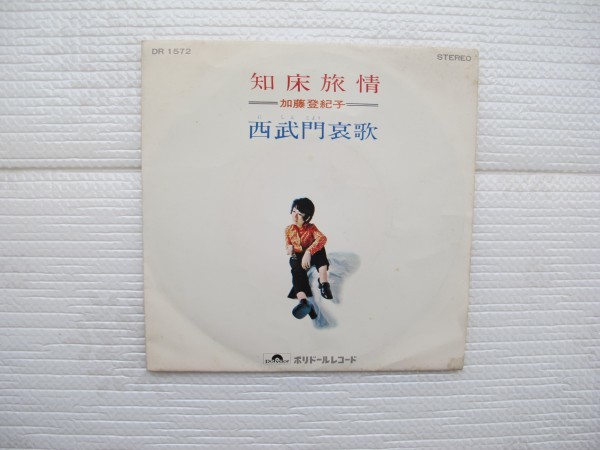 DR 1572
STEREO
知床旅情
加藤登紀子
西武門哀歌
ポリドールレコード